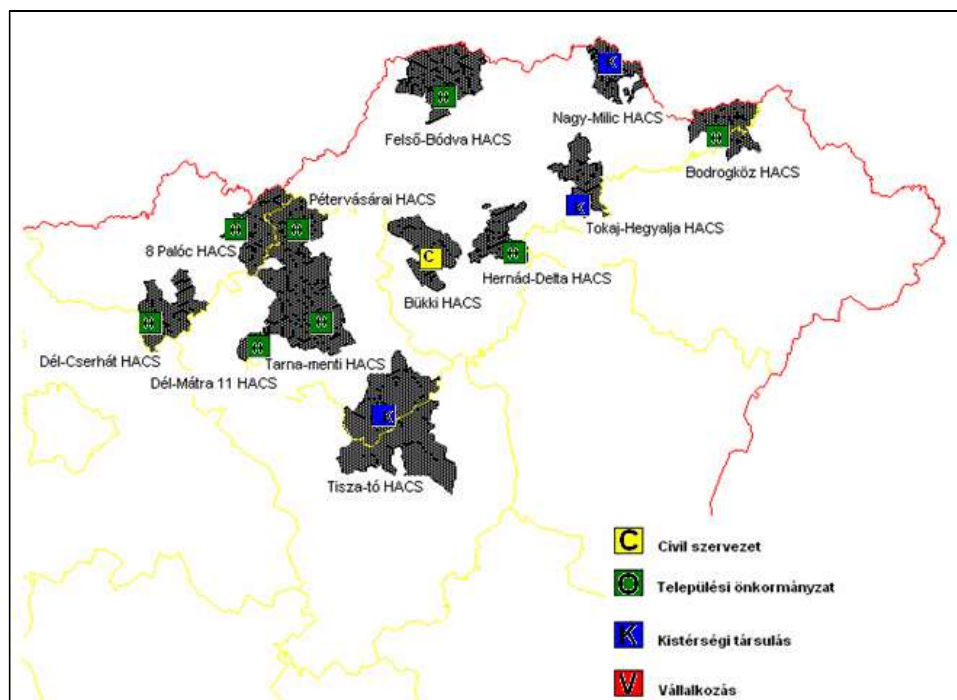 K
Ö
Nagy-Milic HACS
Felső-Bódva HACS
Ö
Bodrogköz HACS
Pétervásárai HACS
K
Tokaj-Hegyalja HACS
Ö
Ö
8 Palóc HACS
C
Ö
Hernád-Delta HACS
Bükki HACS
Ö
Ö
Ö
Dél-Cserhát HACS
Tarna-menti HACS
Dél-Mátra 11 HACS
K
Tisza-tó HACS
C Civil szervezet
Ö Települési önkormányzat
K Kistérségi társulás
V Vállalkozás